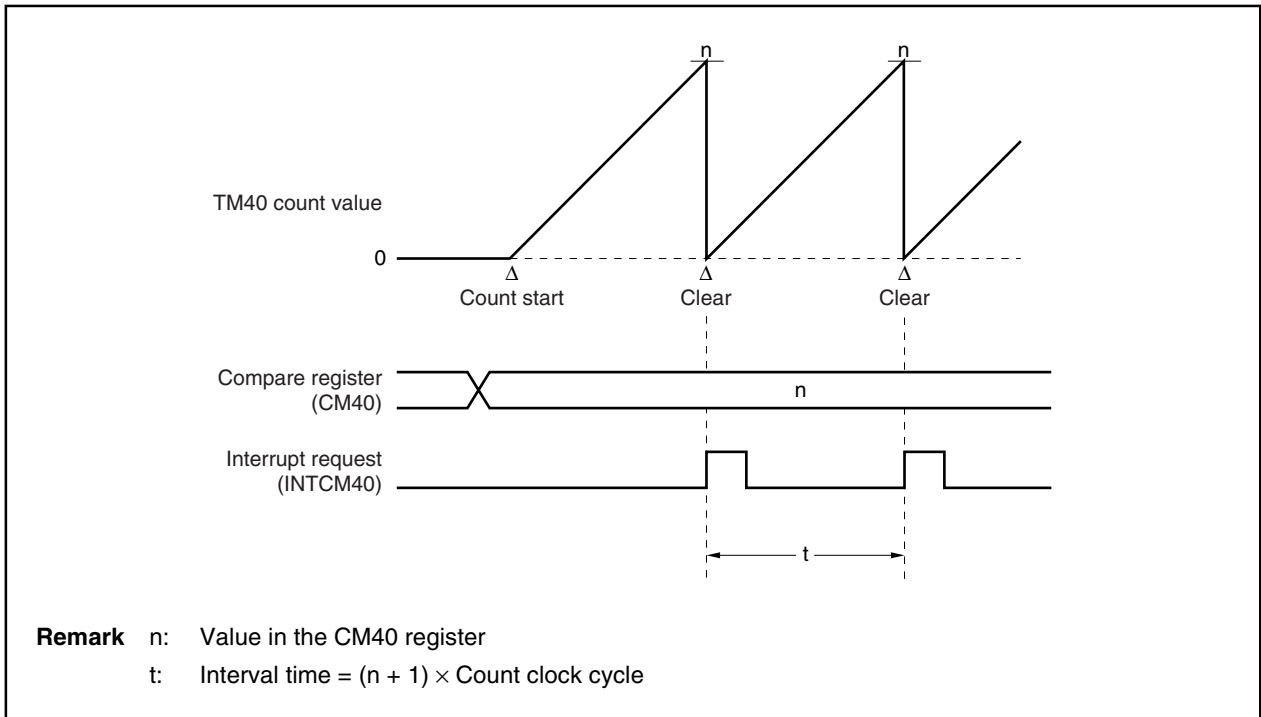 n n
TM40 count value
0
Δ Δ Δ
Count start Clear Clear
Compare register
(CM40)
n
Interrupt request
(INTCM40)
t
Remark n: Value in the CM40 register
t: Interval time = (n + 1) × Count clock cycle